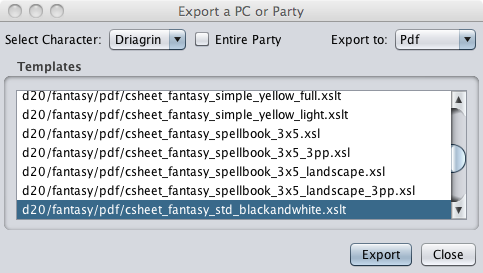 Export a PC or Party
Select Character: Driagrin Entire Party Export to: Pdf
Templates
d20/fantasy/pdf/csheet_fantasy_simple_yellow_full.xslt
d20/fantasy/pdf/csheet_fantasy_simple_yellow_light.xslt
d20/fantasy/pdf/csheet_fantasy_spellbook_3x5.xsl
d20/fantasy/pdf/csheet_fantasy_spellbook_3x5_3pp.xsl
d20/fantasy/pdf/csheet_fantasy_spellbook_3x5_landscape.xsl
d20/fantasy/pdf/csheet_fantasy_spellbook_3x5_landscape_3pp.xsl
d20/fantasy/pdf/csheet_fantasy_std_blackandwhite.xslt
Export Close